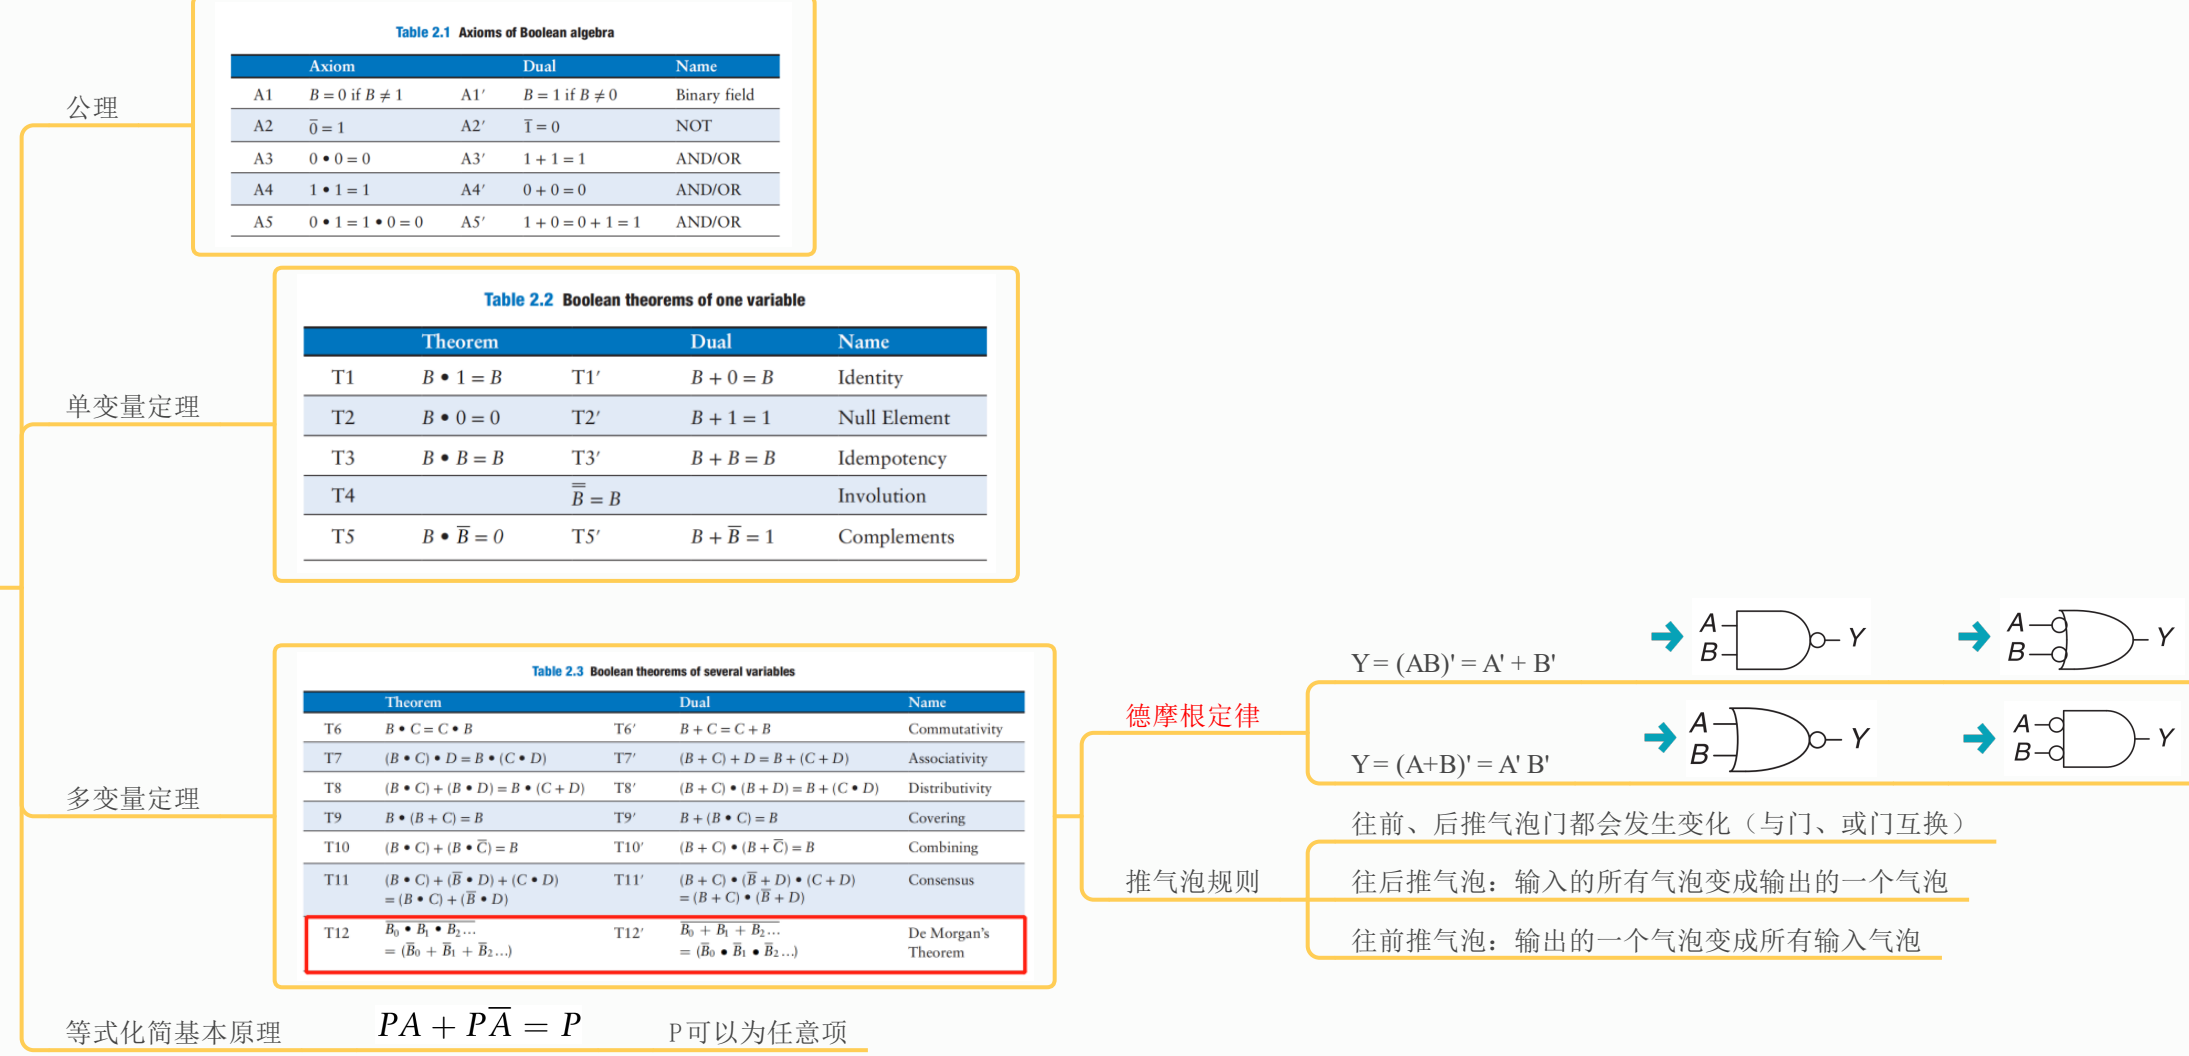 公理
Table 2.1 Axioms of Boolean algebra
Axiom Dual Name
A1 B = 0 if B ≠ 1 A1′ B = 1 if B ≠ 0 Binary field
A2 0̅ = 1 A2′ 1̅ = 0 NOT
A3 0 • 0 = 0 A3′ 1 + 1 = 1 AND/OR
A4 1 • 1 = 1 A4′ 0 + 0 = 0 AND/OR
A5 0 • 1 = 1 • 0 = 0 A5′ 1 + 0 = 0 + 1 = 1 AND/OR
单变量定理
Table 2.2 Boolean theorems of one variable
Theorem Dual Name
T1 B • 1 = B T1′ B + 0 = B Identity
T2 B • 0 = 0 T2′ B + 1 = 1 Null Element
T3 B • B = B T3′ B + B = B Idempotency
T4 B̿ = B Involution
T5 B • B̅ = 0 T5′ B + B̅ = 1 Complements
多变量定理
Table 2.3 Boolean theorems of several variables
Theorem Dual Name
T6 B • C = C • B T6′ B + C = C + B Commutativity
T7 (B • C) • D = B • (C • D) T7′ (B + C) + D = B + (C + D) Associativity
T8 (B • C) + (B • D) = B • (C + D) T8′ (B + C) • (B + D) = B + (C • D) Distributivity
T9 B • (B + C) = B T9′ B + (B • C) = B Covering
T10 (B • C) + (B • C̅) = B T10′ (B + C) • (B + C̅) = B Combining
T11 (B • C) + (B̅ • D) + (C • D) T11′ (B + C) • (B̅ + D) • (C + D) Consensus
= (B • C) + (B̅ • D) = (B + C) • (B̅ + D)
T12 B̅₀̅ ̅•̅ ̅B̅₁̅ ̅•̅ ̅B̅₂̅.̅.̅.̅ T12′ B̅₀̅ ̅+̅ ̅B̅₁̅ ̅+̅ ̅B̅₂̅.̅.̅.̅ De Morgan's
= (B̅₀ + B̅₁ + B̅₂...) = (B̅₀ • B̅₁ • B̅₂...) Theorem
德摩根定律
Y = (AB)' = A' + B'
A
B
Y
A
B
Y
Y = (A+B)' = A' B'
A
B
Y
A
B
Y
推气泡规则
往前、后推气泡门都会发生变化（与门、或门互换）
往后推气泡：输入的所有气泡变成输出的一个气泡
往前推气泡：输出的一个气泡变成所有输入气泡
等式化简基本原理 PA + PA̅ = P P可以为任意项